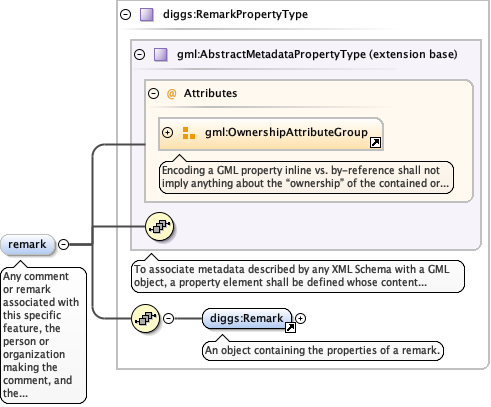 diggs:RemarkPropertyType
gml:AbstractMetadataPropertyType (extension base)
@ Attributes
gml:OwnershipAttributeGroup
Encoding a GML property inline vs. by-reference shall not
imply anything about the “ownership” of the contained or...
To associate metadata described by any XML Schema with a GML
object, a property element shall be defined whose content...
remark
Any comment
or remark
associated with
this specific
feature, the
person or
organization
making the
comment, and
the...
diggs:Remark
An object containing the properties of a remark.